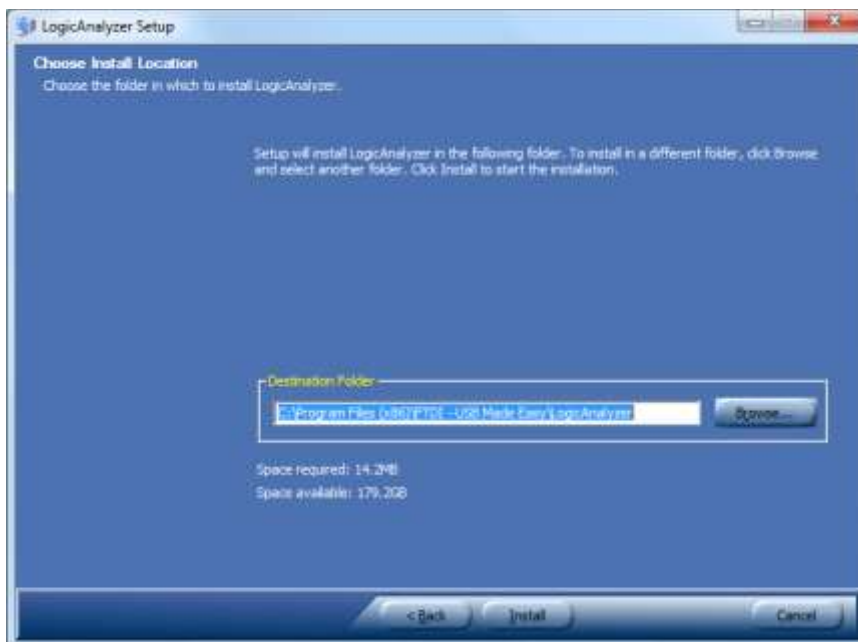 LogicAnalyzer Setup
Choose Install Location
Choose the folder in which to install LogicAnalyzer.
Setup will install LogicAnalyzer in the following folder. To install in a different folder, click Browse
and select another folder. Click Install to start the installation.
Destination Folder
C:\Program Files (x86)\FTDI --USB Made Easy\LogicAnalyzer
Browse...
Space required: 14.2MB
Space available: 179.2GB
< Back
Install
Cancel